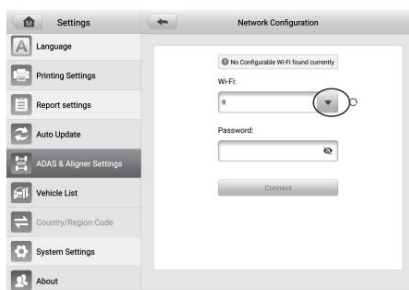 Settings
Network Configuration
Language
Printing Settings
Report settings
Auto Update
ADAS & Aligner Settings
Vehicle List
Country/Region Code
System Settings
About
No Configurable Wi-Fi found currently
Wi-Fi:
Password:
Connect